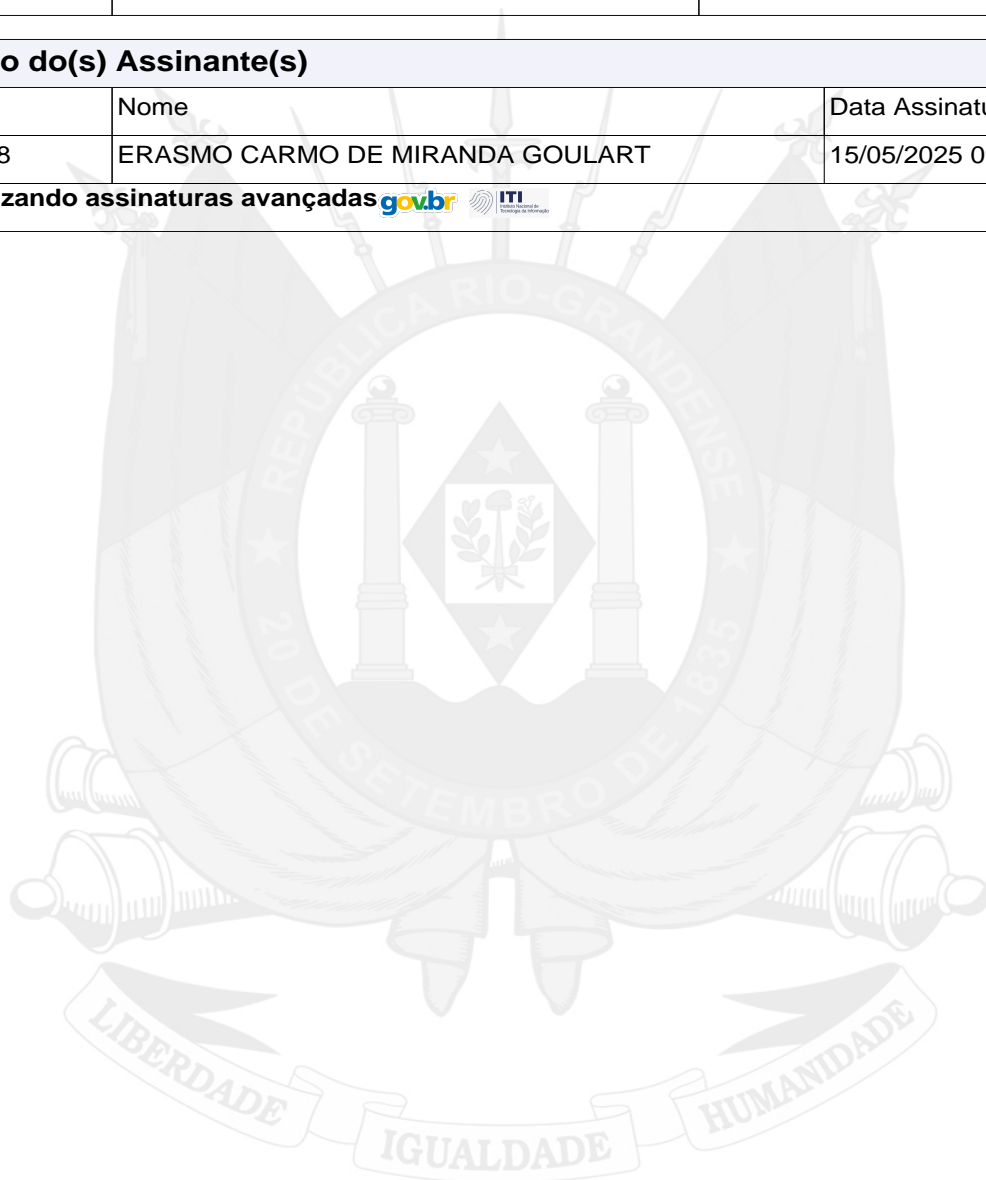 o do(s) Assinante(s)
Nome Data Assinatu
8 ERASMO CARMO DE MIRANDA GOULART 15/05/2025 0
zando assinaturas avançadas gov.br ITI
REPÚBLICA RIO-GRANDENSE
20 DE SETEMBRO DE 1835
LIBERDADE IGUALDADE HUMANIDADE